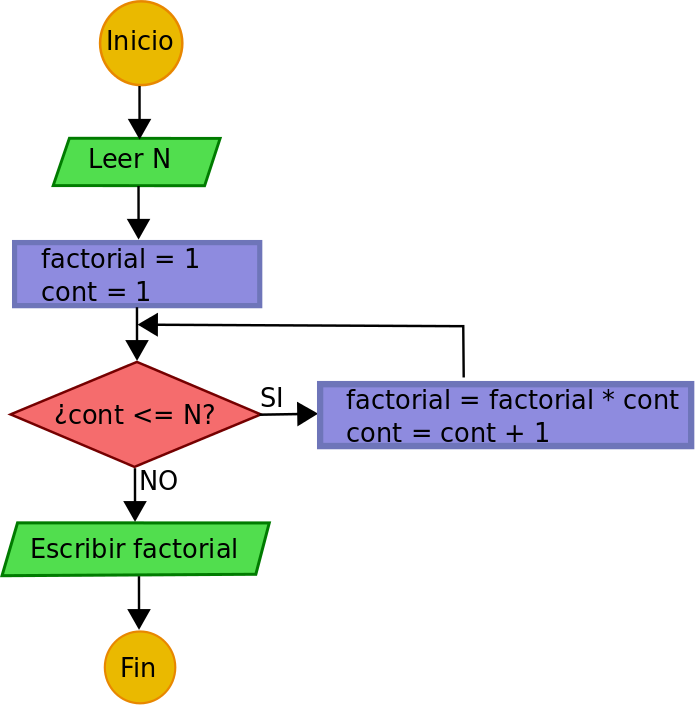 Inicio
Leer N
factorial = 1
cont = 1
¿cont <= N?
SI
factorial = factorial * cont
cont = cont + 1
NO
Escribir factorial
Fin